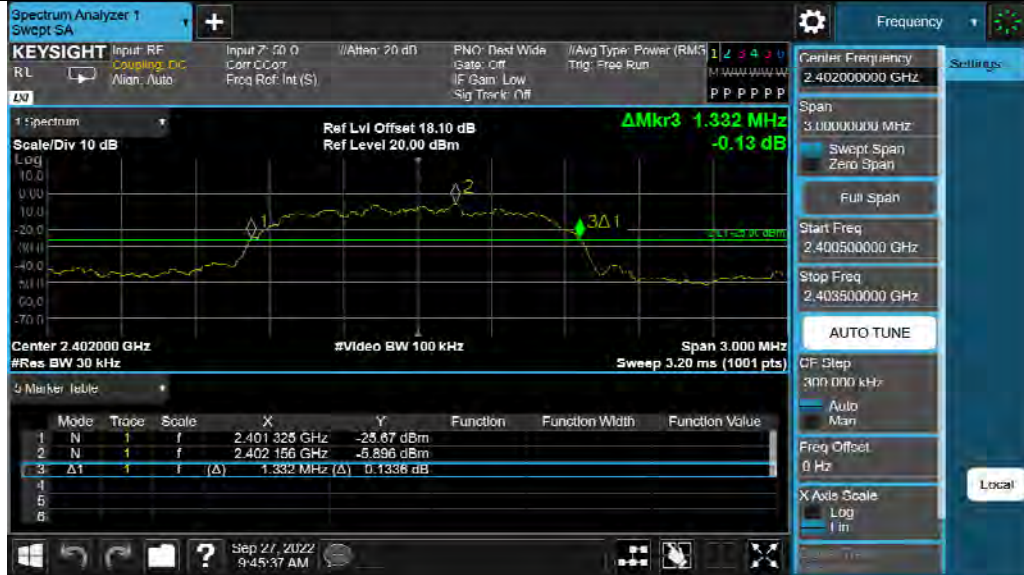 Spectrum Analyzer 1
Swept SA
Frequency
KEYSIGHT
RL
LXI
Input: RF
Coupling: DC
Align: Auto
Input Z: 50 Ω
Corr CCorr
Freq Ref: Int (S)
#Atten: 20 dB
PNO: Best Wide
Gate: Off
IF Gain: Low
Sig Track: Off
#Avg Type: Power (RMS)
Trig: Free Run
1 2 3 4 5 6
M W W W W W
P P P P P P
1 Spectrum
Scale/Div 10 dB
Log
Ref Lvl Offset 18.10 dB
Ref Level 20.00 dBm
ΔMkr3 1.332 MHz
-0.13 dB
10.0
0.00
-10.0
-20.0
-30.0
-40.0
-50.0
-60.0
-70.0
1
2
3Δ1
Center 2.402000 GHz
#Video BW 100 kHz
Span 3.000 MHz
#Res BW 30 kHz
Sweep 3.20 ms (1001 pts)
5 Marker Table
Mode Trace Scale X Y Function Function Width Function Value
1 N 1 f 2.401 325 GHz
2 N 1 f 2.402 156 GHz -5.896 dBm
3 Δ1 1 f (Δ) 1.332 MHz (Δ)
4
5
6
Sep 27, 2022
9:45:37 AM
Center Frequency
2.402000000 GHz
Settings
Span
3.00000000 MHz
Swept Span
Zero Span
Full Span
Start Freq
2.400500000 GHz
Stop Freq
2.403500000 GHz
AUTO TUNE
CF Step
300.000 kHz
Auto
Man
Freq Offset
0 Hz
X Axis Scale
Log
Lin
Local